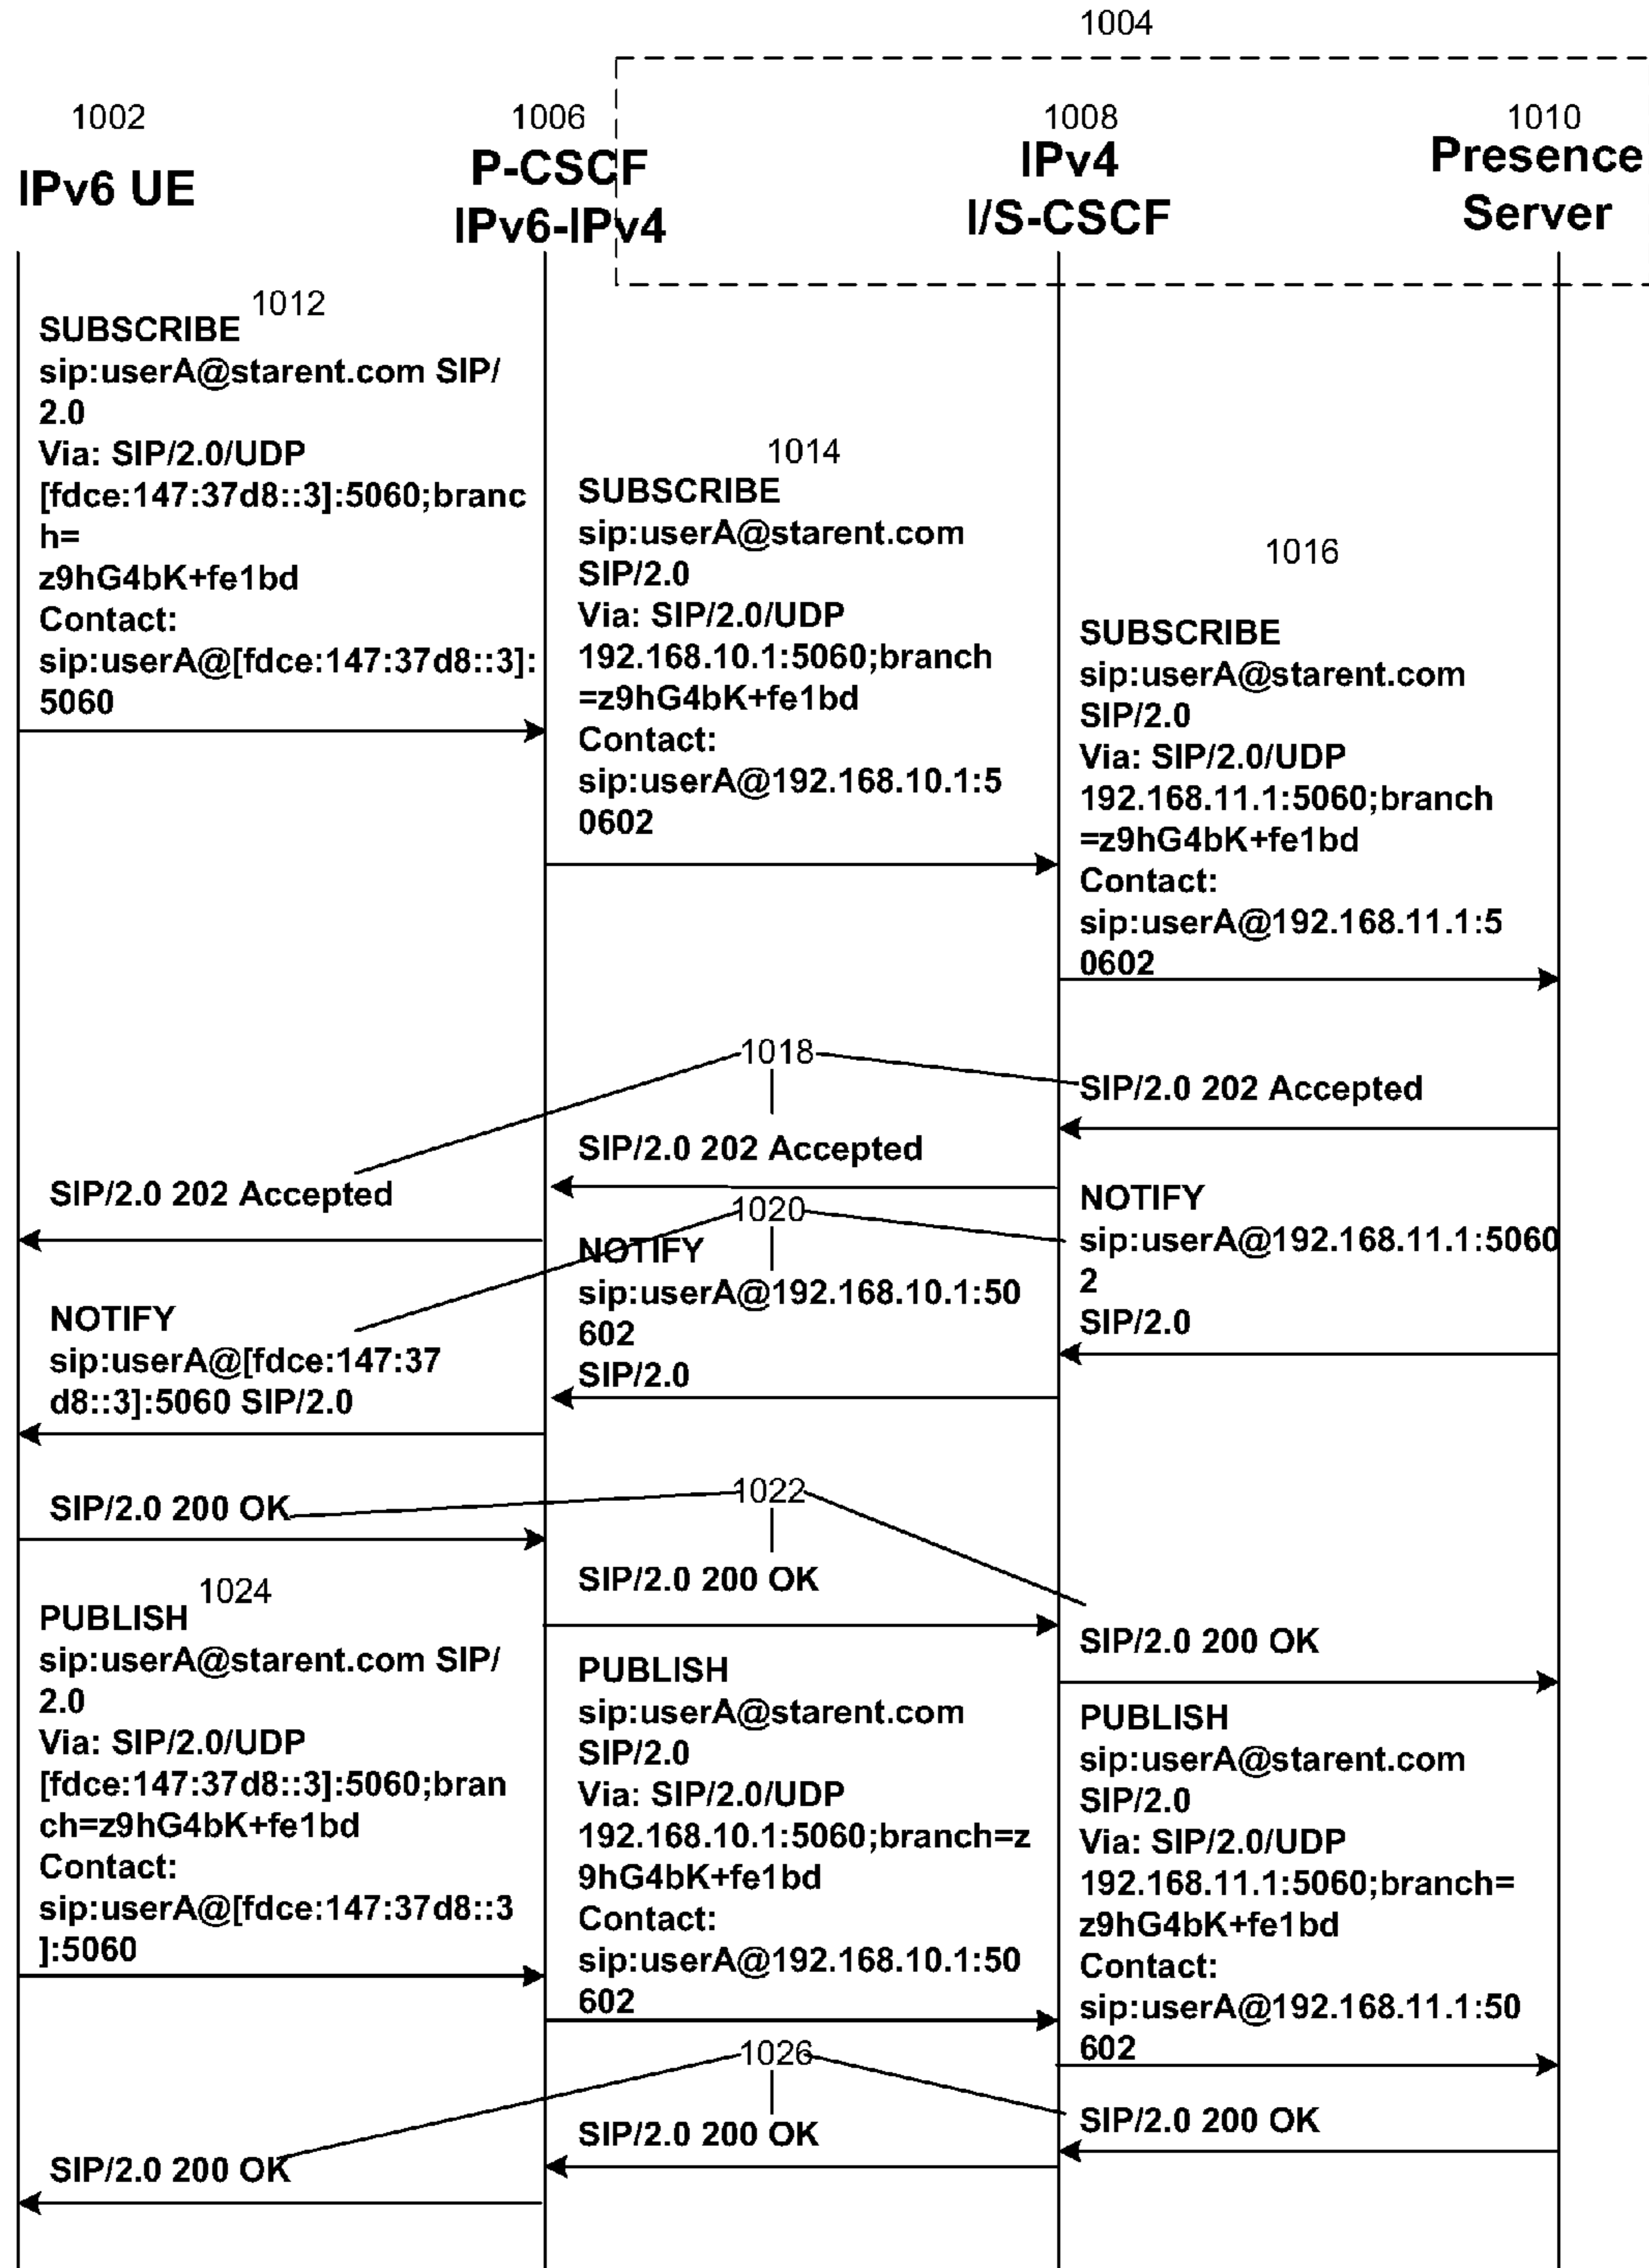 1004
1002
IPv6 UE
1006
P-CSCF
IPv6-IPv4
1008
IPv4
I/S-CSCF
1010
Presence
Server
1012
SUBSCRIBE
sip:userA@starent.com SIP/
2.0
Via: SIP/2.0/UDP
[fdce:147:37d8::3]:5060;branc
h=
z9hG4bK+fe1bd
Contact:
sip:userA@[fdce:147:37d8::3]:
5060
1014
SUBSCRIBE
sip:userA@starent.com
SIP/2.0
Via: SIP/2.0/UDP
192.168.10.1:5060;branch
=z9hG4bK+fe1bd
Contact:
sip:userA@192.168.10.1:5
0602
1016
SUBSCRIBE
sip:userA@starent.com
SIP/2.0
Via: SIP/2.0/UDP
192.168.11.1:5060;branch
=z9hG4bK+fe1bd
Contact:
sip:userA@192.168.11.1:5
0602
1018
SIP/2.0 202 Accepted
SIP/2.0 202 Accepted
SIP/2.0 202 Accepted
1020
NOTIFY
sip:userA@192.168.11.1:5060
2
SIP/2.0
NOTIFY
sip:userA@192.168.10.1:50
602
SIP/2.0
NOTIFY
sip:userA@[fdce:147:37
d8::3]:5060 SIP/2.0
1022
SIP/2.0 200 OK
SIP/2.0 200 OK
SIP/2.0 200 OK
1024
PUBLISH
sip:userA@starent.com SIP/
2.0
Via: SIP/2.0/UDP
[fdce:147:37d8::3]:5060;bran
ch=z9hG4bK+fe1bd
Contact:
sip:userA@[fdce:147:37d8::3
]:5060
PUBLISH
sip:userA@starent.com
SIP/2.0
Via: SIP/2.0/UDP
192.168.10.1:5060;branch=z
9hG4bK+fe1bd
Contact:
sip:userA@192.168.10.1:50
602
PUBLISH
sip:userA@starent.com
SIP/2.0
Via: SIP/2.0/UDP
192.168.11.1:5060;branch=
z9hG4bK+fe1bd
Contact:
sip:userA@192.168.11.1:50
602
1026
SIP/2.0 200 OK
SIP/2.0 200 OK
SIP/2.0 200 OK